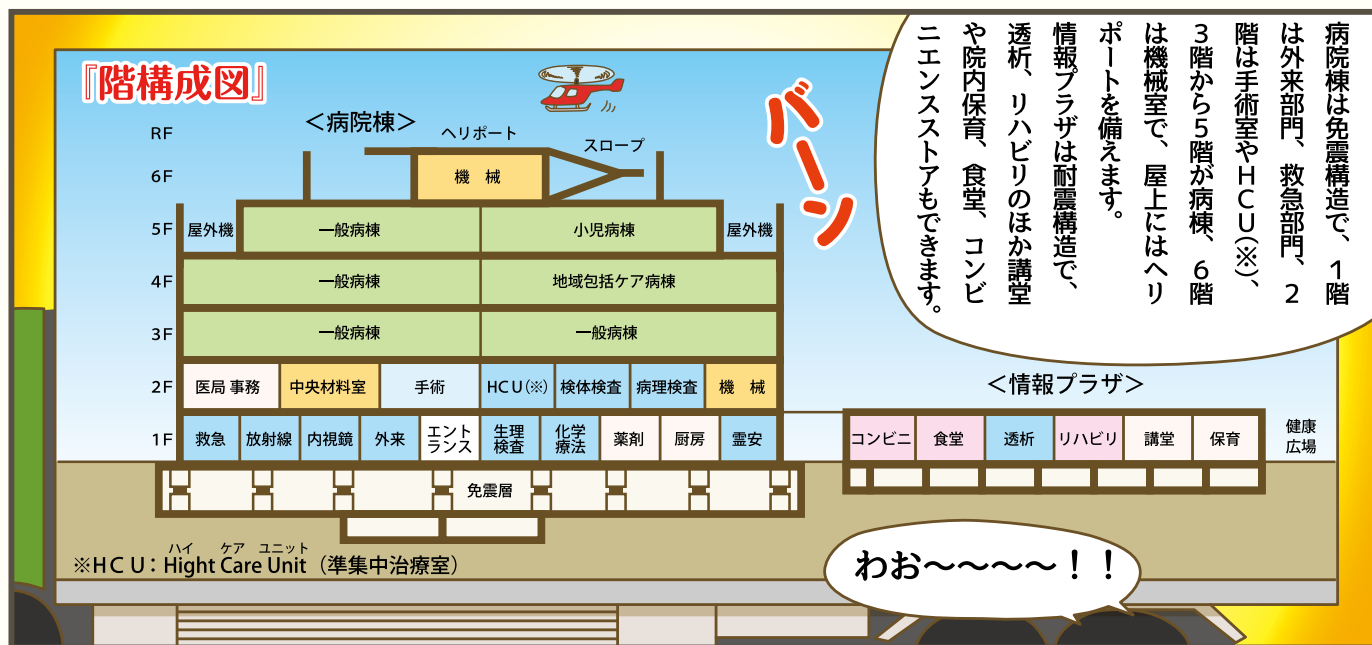 『階構成図』
病院棟は免震構造で、1階
は外来部門、救急部門、2
階は手術室やHCU(※)、
3階から5階が病棟、6階
は機械室で、屋上にはヘリ
ポートを備えます。
情報プラザは耐震構造で、
透析、リハビリのほか講堂
や院内保育、食堂、コンビ
ニエンスストアもできます。
バーン
<病院棟>
RF ヘリポート スロープ
6F 機 械
5F 屋外機 一般病棟 小児病棟 屋外機
4F 一般病棟 地域包括ケア病棟
3F 一般病棟 一般病棟
2F 医局 事務 中央材料室 手術 HCU(※) 検体検査 病理検査 機 械
1F 救急 放射線 内視鏡 外来 エントランス 生理検査 化学療法 薬剤 厨房 霊安
免震層
<情報プラザ>
コンビニ 食堂 透析 リハビリ 講堂 保育
健康
広場
ハイ ケア ユニット
※HCU:Hight Care Unit(準集中治療室)
わお〜〜〜〜!!